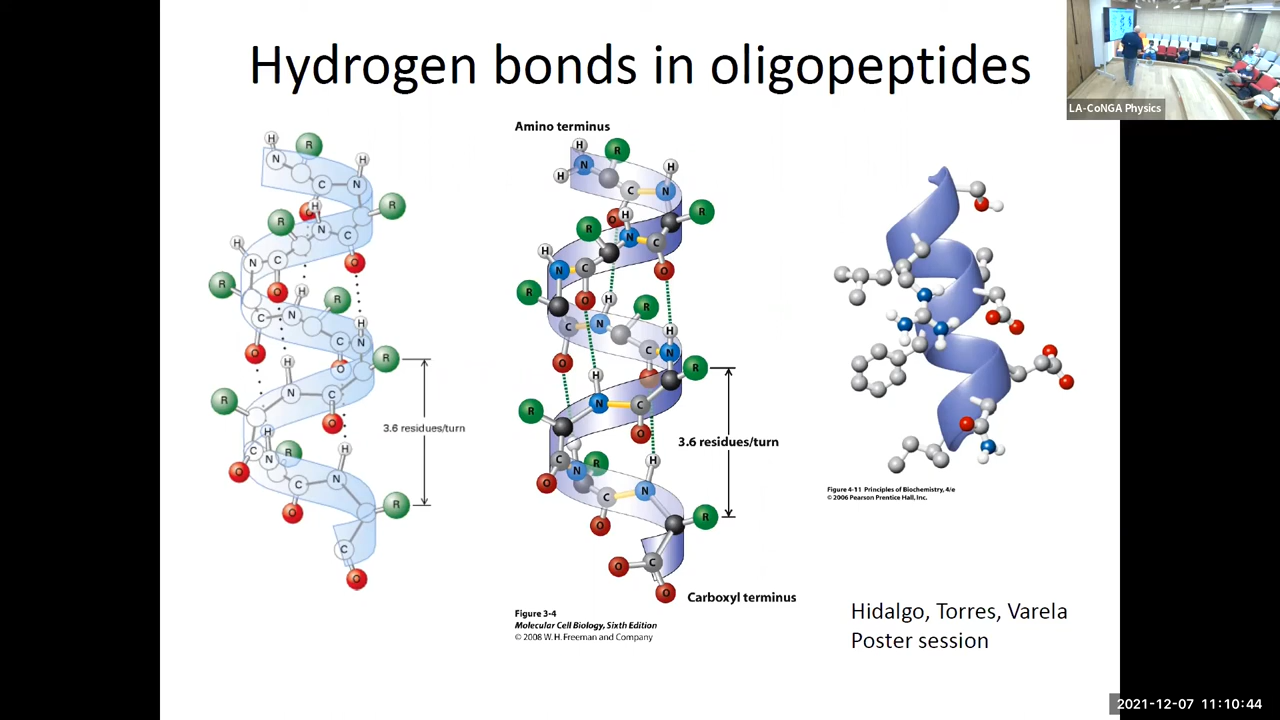 Hydrogen bonds in oligopeptides
LA-CoNGA Physics
Amino terminus
3.6 residues/turn
3.6 residues/turn
Carboxyl terminus
Figure 3-4
Molecular Cell Biology, Sixth Edition
© 2008 W. H. Freeman and Company
Figure 4-11 Principles of Biochemistry, 4/e
© 2006 Pearson Prentice Hall, Inc.
Hidalgo, Torres, Varela
Poster session
2021-12-07 11:10:44